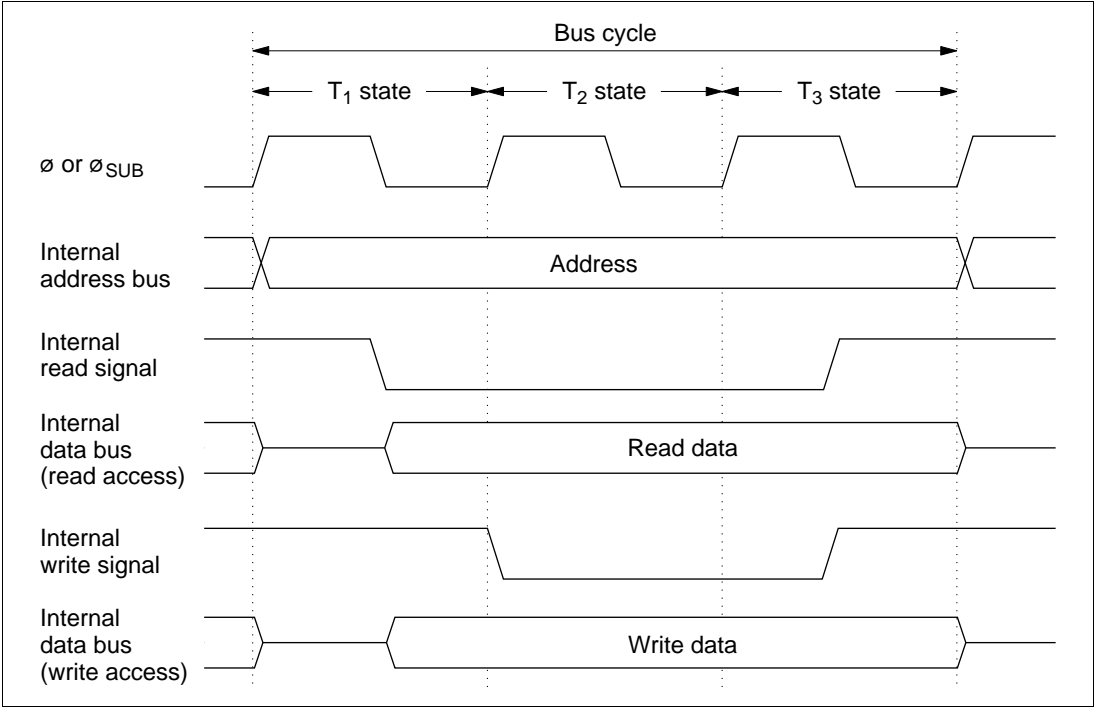 Bus cycle
T1 state T2 state T3 state
ø or øSUB
Internal
address bus
Address
Internal
read signal
Internal
data bus
(read access)
Read data
Internal
write signal
Internal
data bus
(write access)
Write data